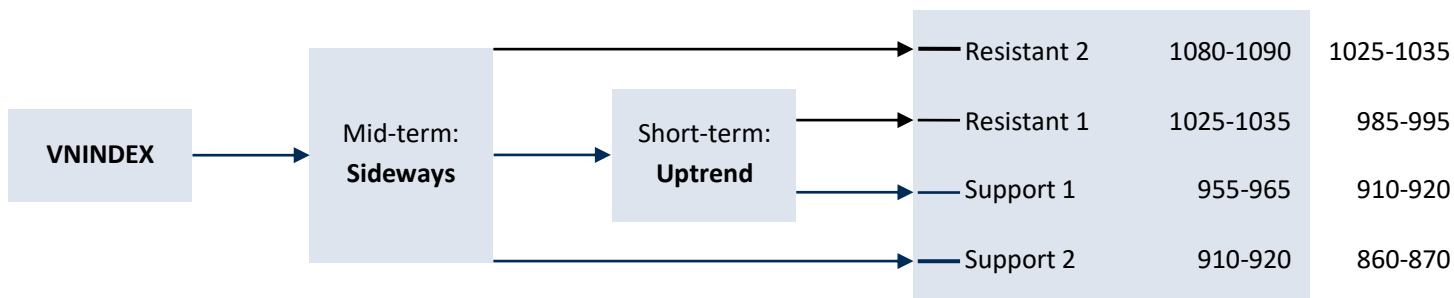 VNINDEX
Mid-term:
Sideways
Short-term:
Uptrend
Resistant 2 1080-1090 1025-1035
Resistant 1 1025-1035 985-995
Support 1 955-965 910-920
Support 2 910-920 860-870